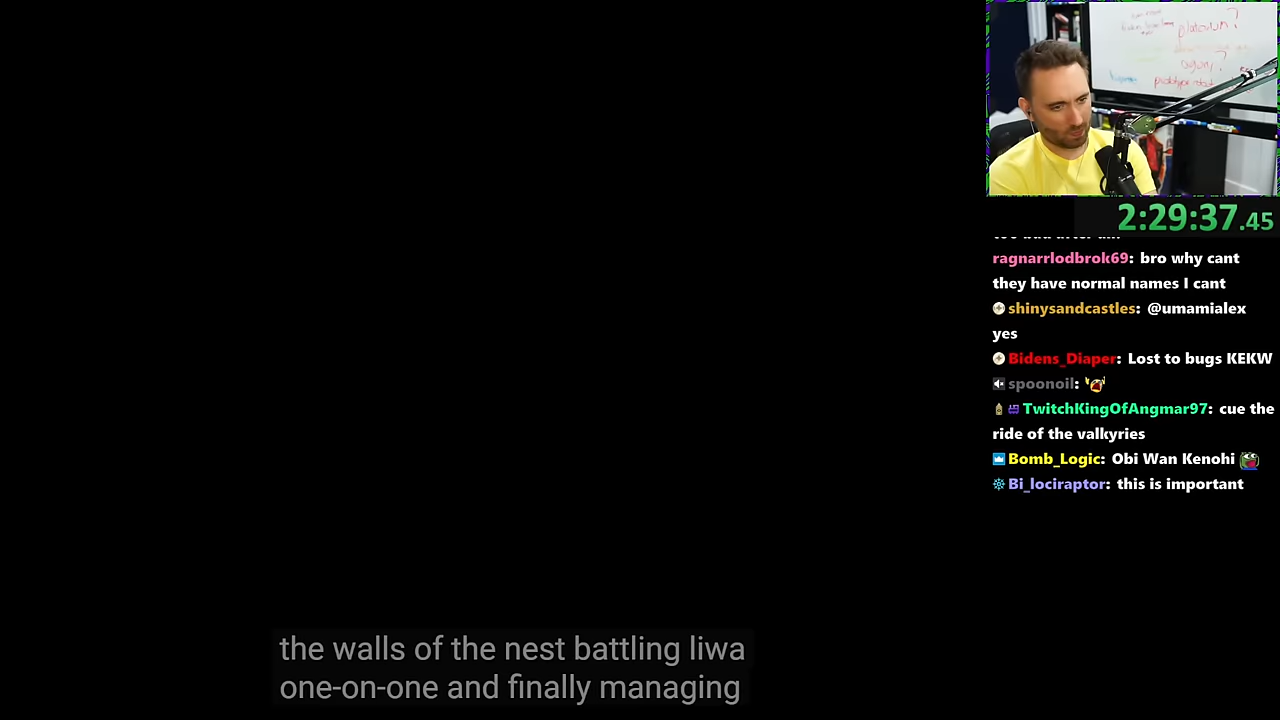 platinum?
?
prototype
2:29:37.45
ragnarrlodbrok69: bro why cant
they have normal names I cant
shinysandcastles: @umamialex
yes
Bidens_Diaper: Lost to bugs KEKW
spoonoil:
TwitchKingOfAngmar97: cue the
ride of the valkyries
Bomb_Logic: Obi Wan Kenohi
Bi_lociraptor: this is important
the walls of the nest battling liwa
one-on-one and finally managing